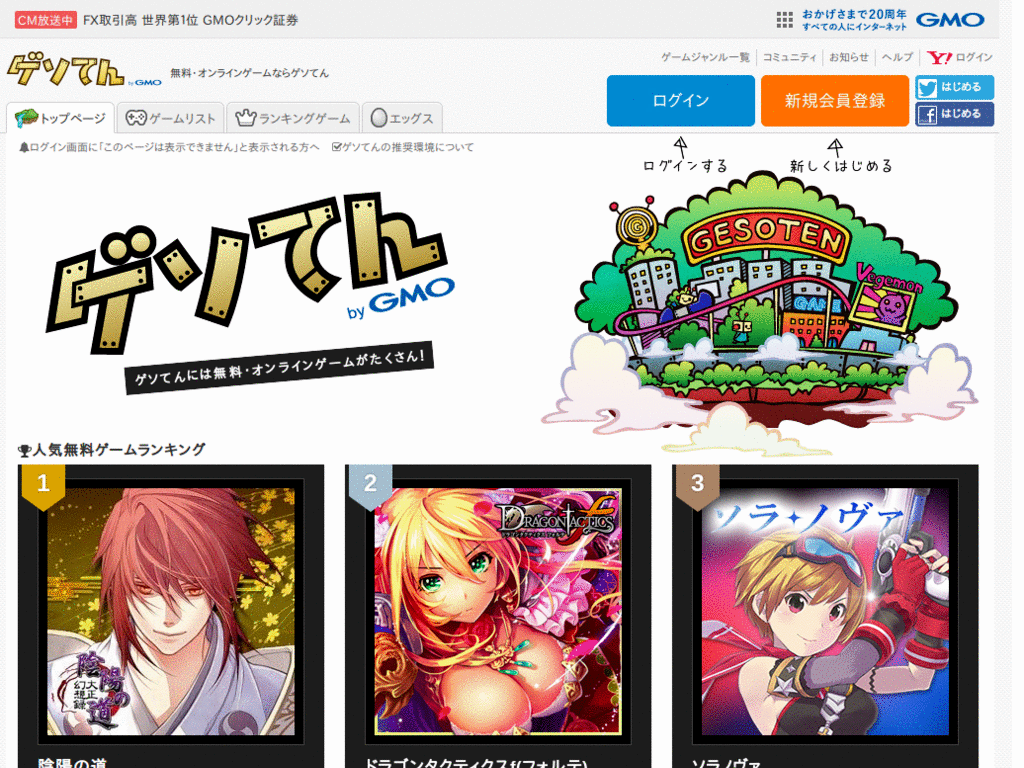 CM放送中 FX取引高 世界第1位 GMOクリック証券
おかげさまで20周年
すべての人にインターネット
GMO
ゲソてん by GMO
無料・オンラインゲームならゲソてん
ゲームジャンル一覧 コミュニティ お知らせ ヘルプ Y! ログイン
ログイン
新規会員登録
はじめる
はじめる
トップページ ゲームリスト ランキングゲーム エッグス
ログイン画面に「このページは表示できません」と表示される方へ ゲソてんの推奨環境について
ログインする
新しくはじめる
ゲソてん
by GMO
ゲソてんには無料・オンラインゲームがたくさん!
GESOTEN
Vegemon
GAME
人気無料ゲームランキング
1
2
3
陰陽の道
大正幻想録
DRAGON TACTICS f
ドラゴンタクティクスフォルテ
ソラ✦ノヴァ
陰陽の道
ドラゴンタクティクスf(フォルテ)
ソラノヴァ